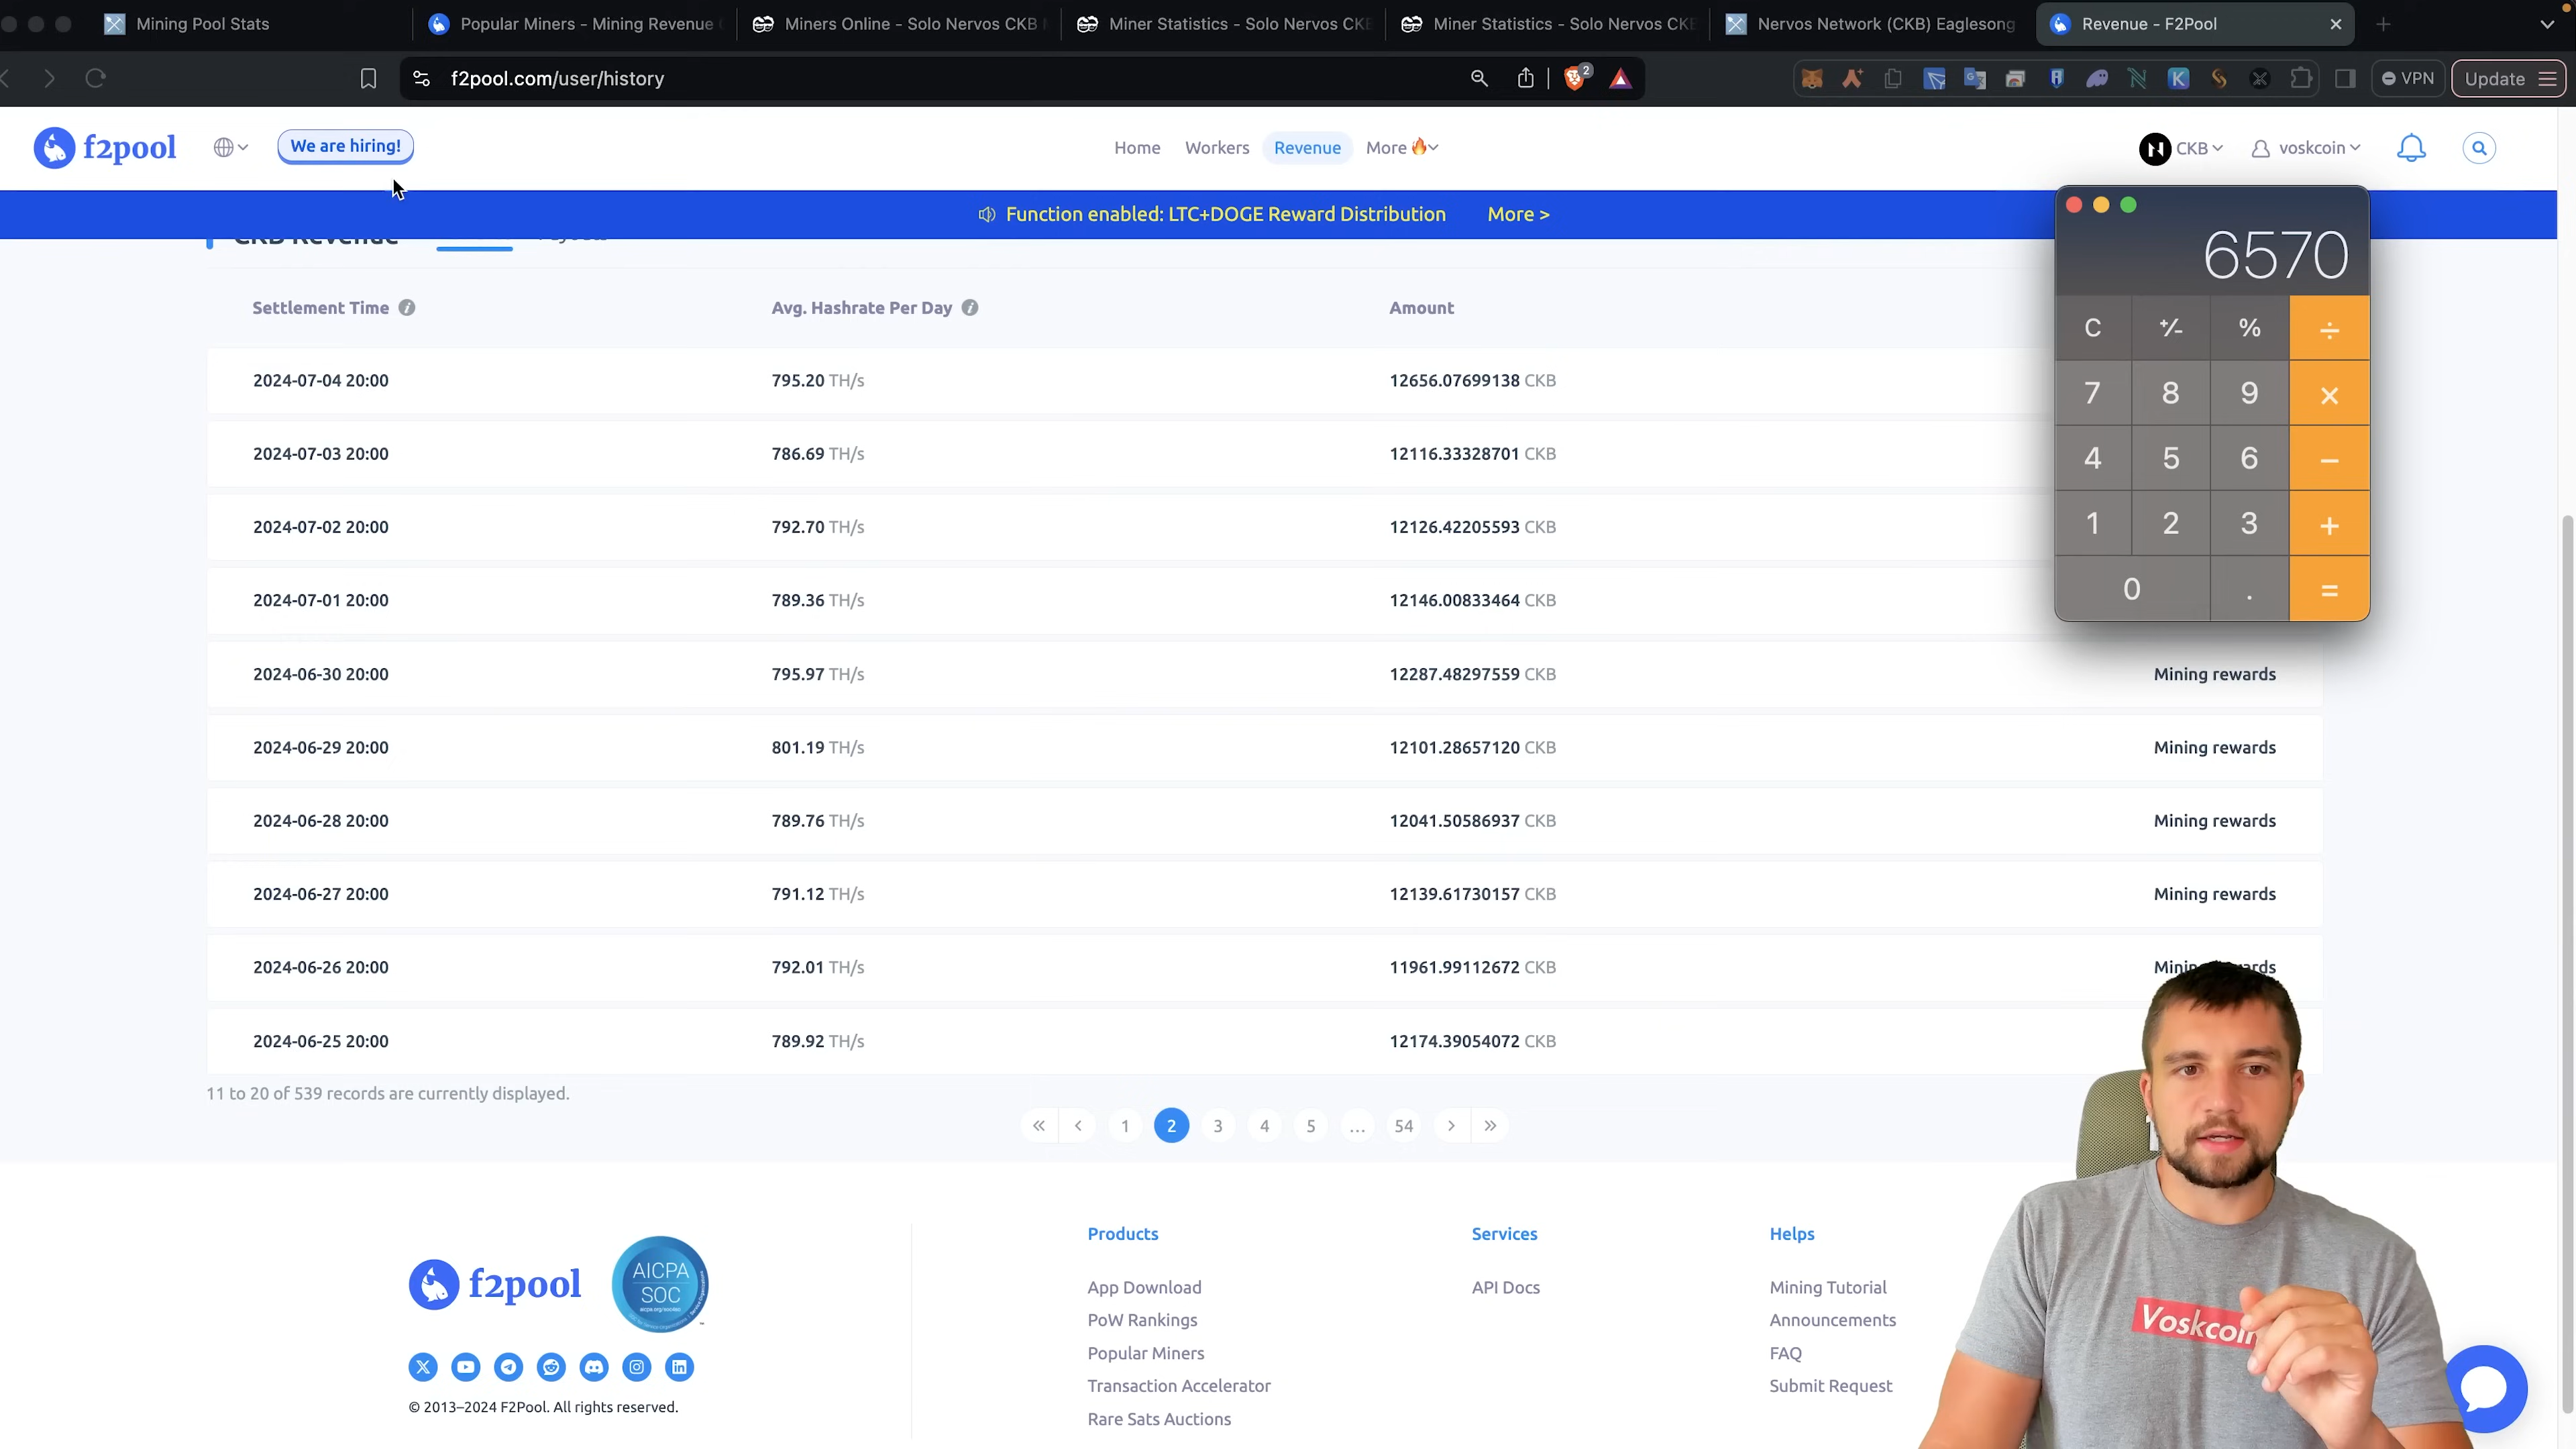 Mining Pool Stats
Popular Miners - Mining Revenue
Miners Online - Solo Nervos CKB
Miner Statistics - Solo Nervos CKB
Miner Statistics - Solo Nervos CKB
Nervos Network (CKB) Eaglesong
Revenue - F2Pool
f2pool.com/user/history
2
VPN
Update
f2pool
We are hiring!
Home
Workers
Revenue
More
CKB
voskcoin
Function enabled: LTC+DOGE Reward Distribution
More >
CKB Revenue
6570
C
⁺∕₋
%
÷
7 8 9 ×
4 5 6 −
1 2 3 +
0 . =
Settlement Time
Avg. Hashrate Per Day
Amount
2024-07-04 20:00 795.20 TH/s 12656.07699138 CKB
2024-07-03 20:00 786.69 TH/s 12116.33328701 CKB
2024-07-02 20:00 792.70 TH/s 12126.42205593 CKB
2024-07-01 20:00 789.36 TH/s 12146.00833464 CKB
2024-06-30 20:00 795.97 TH/s 12287.48297559 CKB Mining rewards
2024-06-29 20:00 801.19 TH/s 12101.28657120 CKB Mining rewards
2024-06-28 20:00 789.76 TH/s 12041.50586937 CKB Mining rewards
2024-06-27 20:00 791.12 TH/s 12139.61730157 CKB Mining rewards
2024-06-26 20:00 792.01 TH/s 11961.99112672 CKB
2024-06-25 20:00 789.92 TH/s 12174.39054072 CKB
11 to 20 of 539 records are currently displayed.
« ‹ 1 2 3 4 5 ... 54 › »
f2pool
AICPA
SOC
© 2013–2024 F2Pool. All rights reserved.
Products
App Download
PoW Rankings
Popular Miners
Transaction Accelerator
Rare Sats Auctions
Services
API Docs
Helps
Mining Tutorial
Announcements
FAQ
Submit Request
Voskcoin